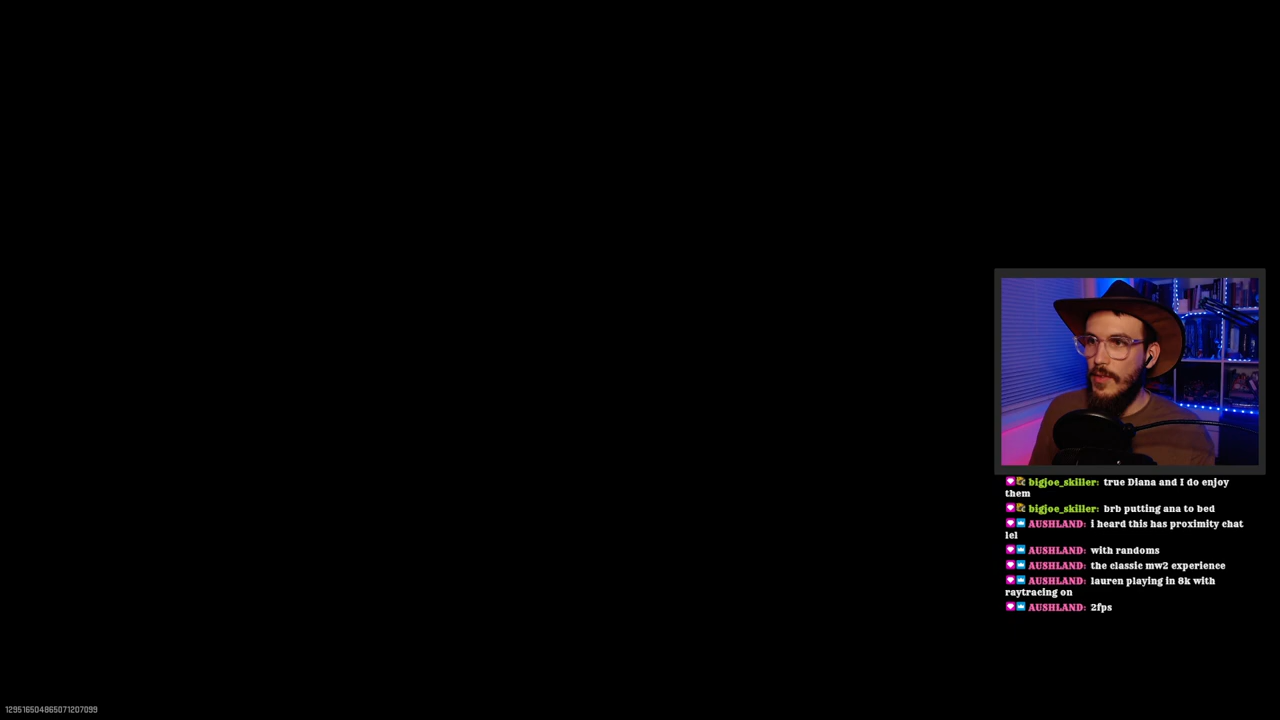 bigjoe_skiller: true Diana and I do enjoy
them
bigjoe_skiller: brb putting ana to bed
AUSHLAND: i heard this has proximity chat
lel
AUSHLAND: with randoms
AUSHLAND: the classic mw2 experience
AUSHLAND: lauren playing in 8k with
raytracing on
AUSHLAND: 2fps
12951650486507120709​9